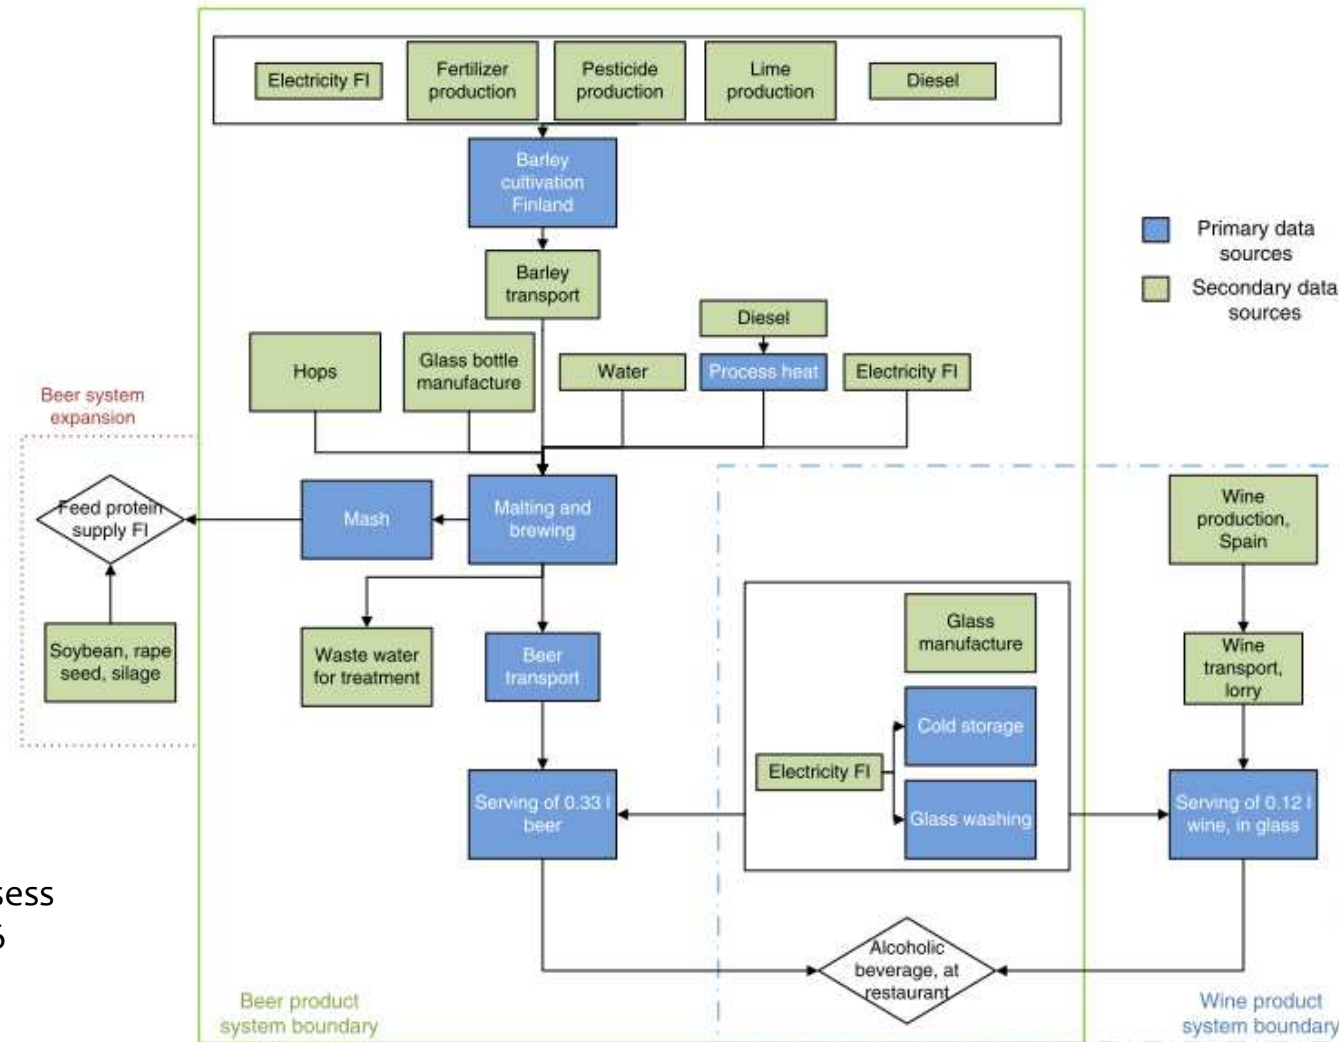 Electricity FI
Fertilizer
production
Pesticide
production
Lime
production
Diesel
Barley
cultivation
Finland
Primary data
sources
Secondary data
sources
Barley
transport
Diesel
Hops
Glass bottle
manufacture
Water
Process heat
Electricity FI
Beer system
expansion
Feed protein
supply FI
Mash
Malting and
brewing
Wine
production,
Spain
Soybean, rape
seed, silage
Waste water
for treatment
Beer
transport
Glass
manufacture
Wine
transport,
lorry
Cold storage
Electricity FI
Glass washing
Serving of 0.33 l
beer
Serving of 0.12 l
wine, in glass
sess
Alcoholic
beverage, at
restaurant
Beer product
system boundary
Wine product
system boundary